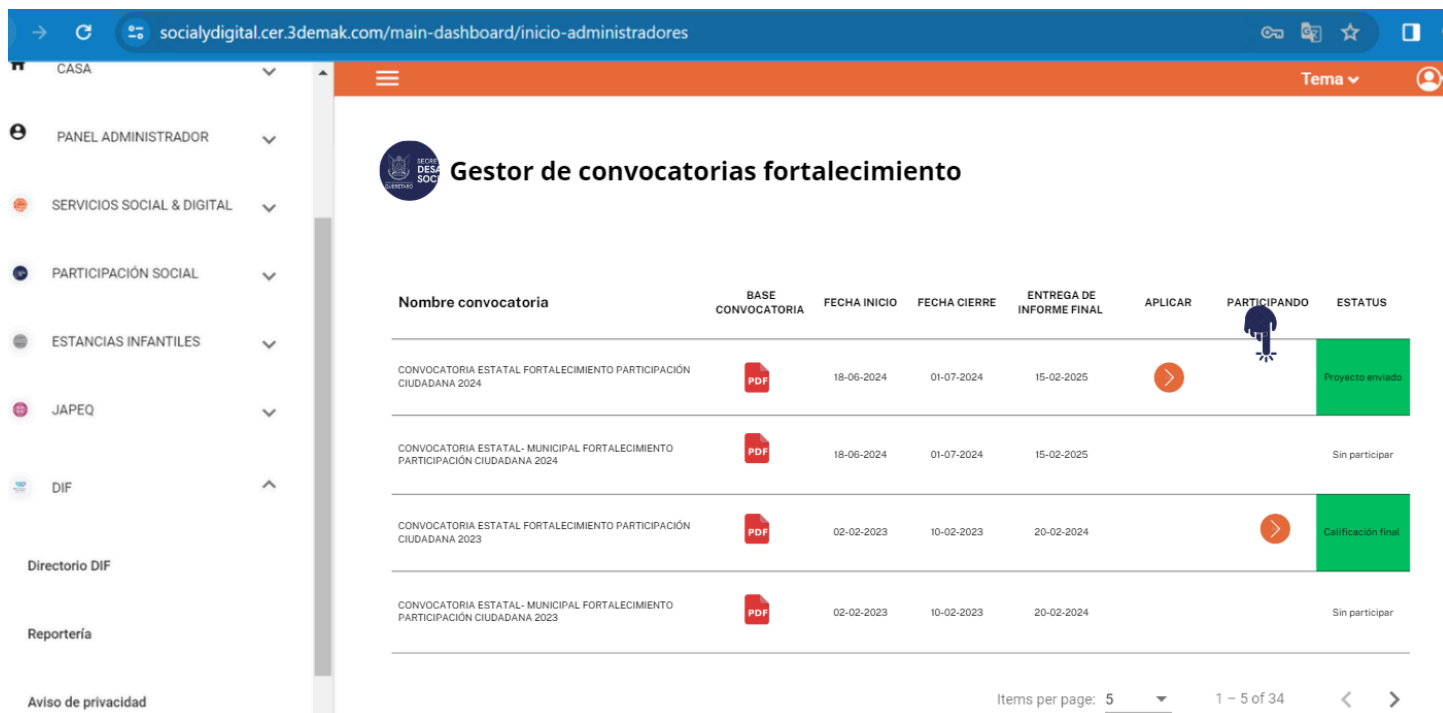 socialydigital.cer.3demak.com/main-dashboard/inicio-administradores
CASA
Tema
PANEL ADMINISTRADOR
SERVICIOS SOCIAL & DIGITAL
PARTICIPACIÓN SOCIAL
ESTANCIAS INFANTILES
JAPEQ
DIF
Directorio DIF
Reportería
Aviso de privacidad
SECRE
DESA
SOC
QUERÉTARO
Gestor de convocatorias fortalecimiento
Nombre convocatoria
BASE
CONVOCATORIA
FECHA INICIO
FECHA CIERRE
ENTREGA DE
INFORME FINAL
APLICAR
PARTICIPANDO
ESTATUS
CONVOCATORIA ESTATAL FORTALECIMIENTO PARTICIPACIÓN
CIUDADANA 2024
PDF
18-06-2024
01-07-2024
15-02-2025
Proyecto enviado
CONVOCATORIA ESTATAL- MUNICIPAL FORTALECIMIENTO
PARTICIPACIÓN CIUDADANA 2024
PDF
18-06-2024
01-07-2024
15-02-2025
Sin participar
CONVOCATORIA ESTATAL FORTALECIMIENTO PARTICIPACIÓN
CIUDADANA 2023
PDF
02-02-2023
10-02-2023
20-02-2024
Calificación final
CONVOCATORIA ESTATAL- MUNICIPAL FORTALECIMIENTO
PARTICIPACIÓN CIUDADANA 2023
PDF
02-02-2023
10-02-2023
20-02-2024
Sin participar
Items per page: 5
1 – 5 of 34